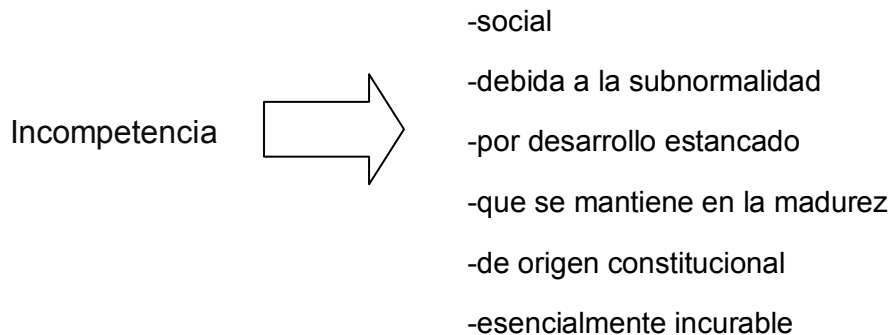 Incompetencia
-social
-debida a la subnormalidad
-por desarrollo estancado
-que se mantiene en la madurez
-de origen constitucional
-esencialmente incurable